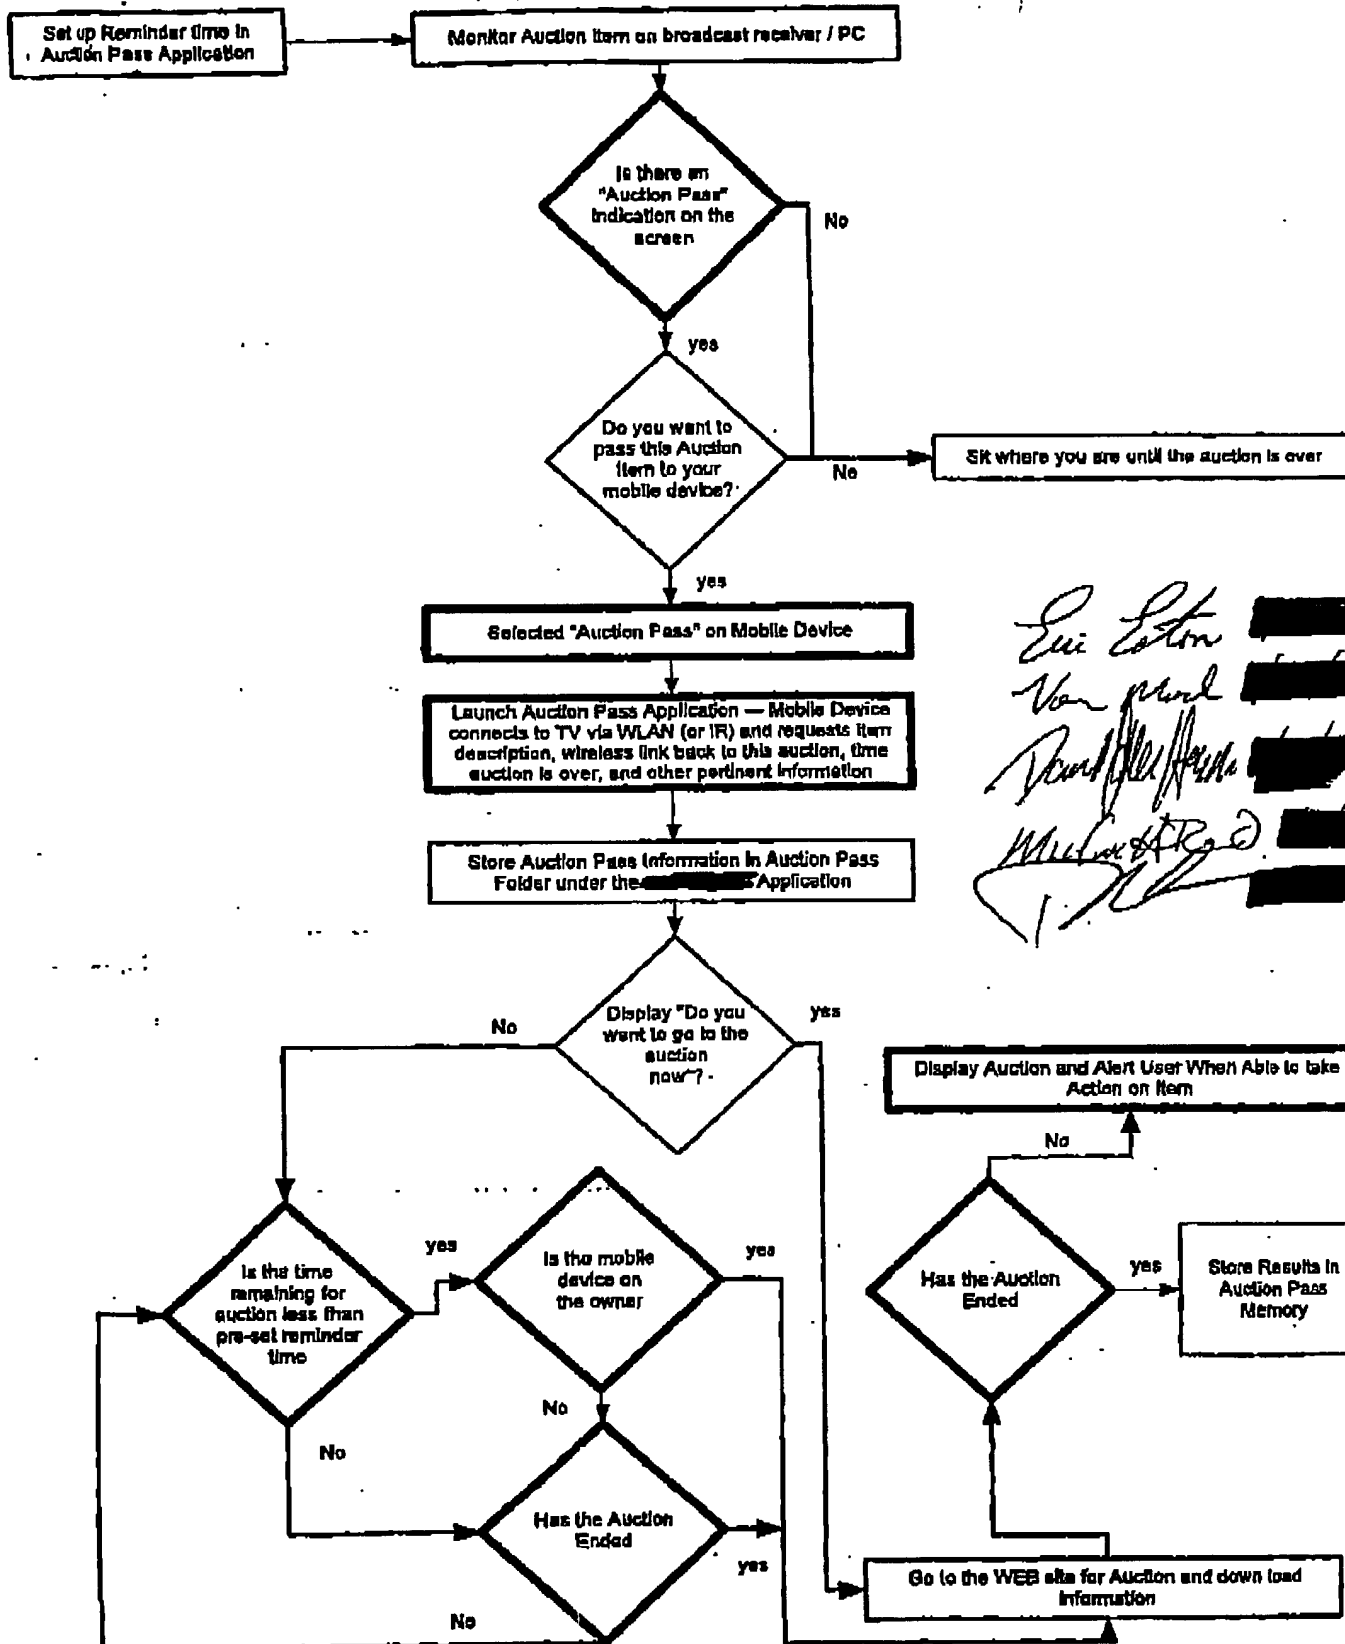 Set up Reminder time in
Auction Pass Application
Monitor Auction Item on broadcast receiver / PC
Is there an
"Auction Pass"
Indication on the
screen
No
yes
Do you want to
pass this Auction
Item to your
mobile device?
No
Sit where you are until the auction is over
yes
Selected "Auction Pass" on Mobile Device
Eric Eaton
Launch Auction Pass Application — Mobile Device
connects to TV via WLAN (or IR) and requests item
description, wireless link back to this auction, time
auction is over, and other pertinent information
Store Auction Pass Information in Auction Pass
Folder under the Application
Display "Do you
want to go to the
auction
now"?
No
yes
Display Auction and Alert User When Able to take
Action on Item
No
Is the time
remaining for
auction less than
pre-set reminder
time
yes
Is the mobile
device on
the owner
yes
Has the Auction
Ended
yes
Store Results in
Auction Pass
Memory
No
No
Has the Auction
Ended
yes
Go to the WEB site for Auction and down load
Information
No